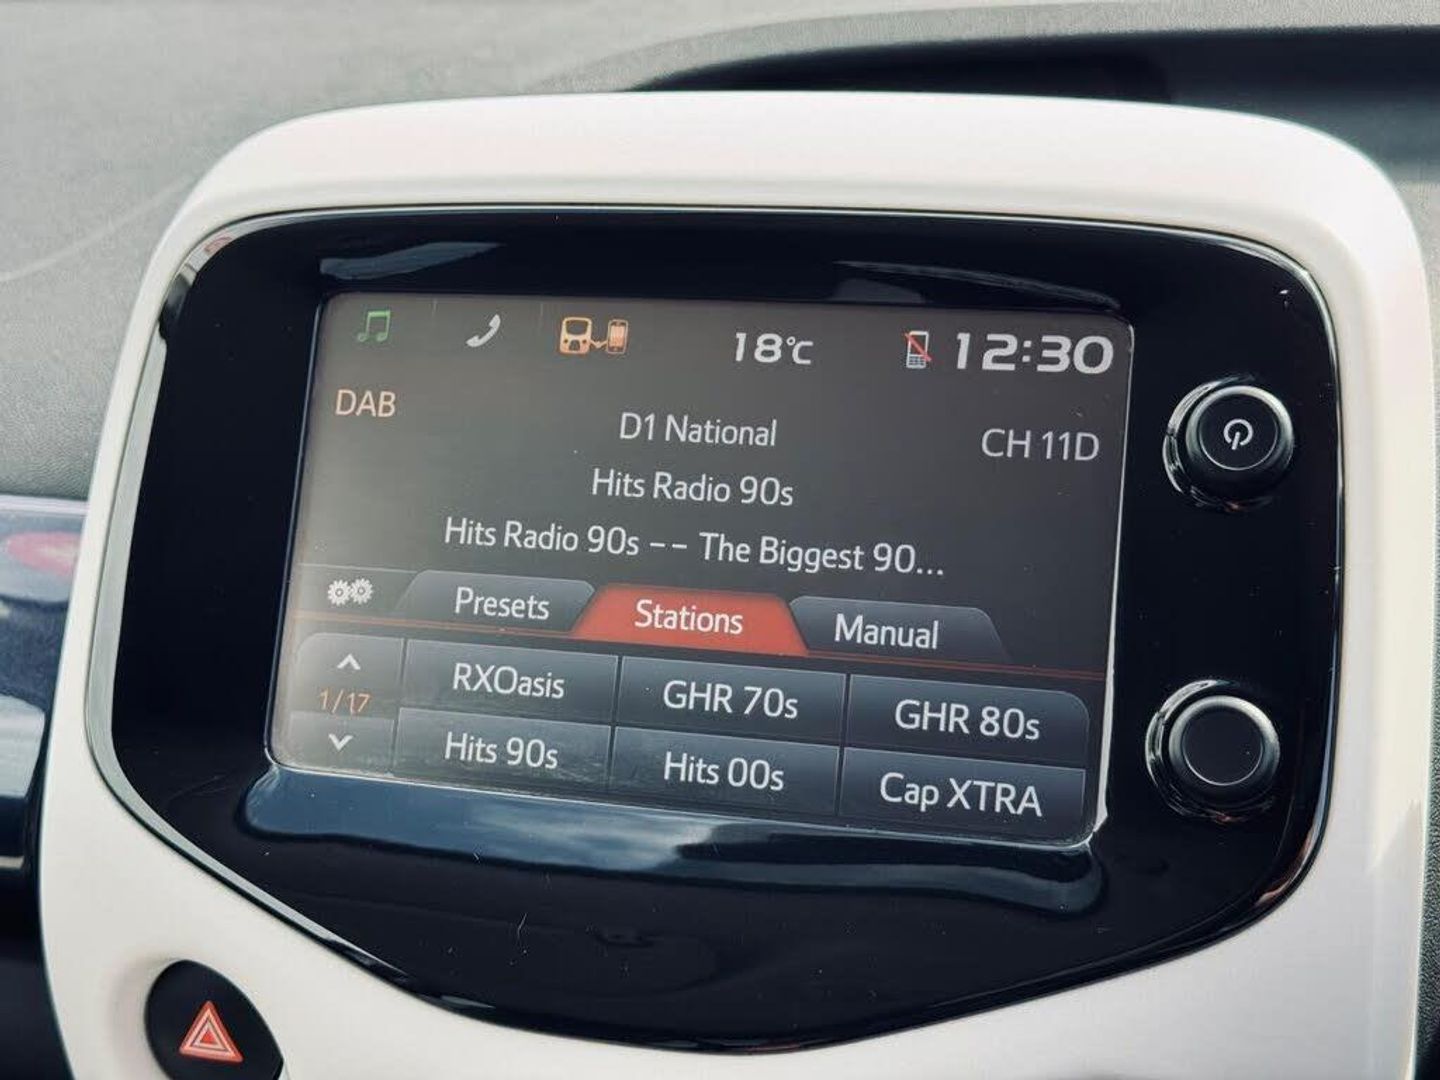 18°C 12:30
DAB
D1 National
CH 11D
Hits Radio 90s
Hits Radio 90s -- The Biggest 90...
Presets Stations Manual
1/17
RXOasis GHR 70s GHR 80s
Hits 90s Hits 00s Cap XTRA